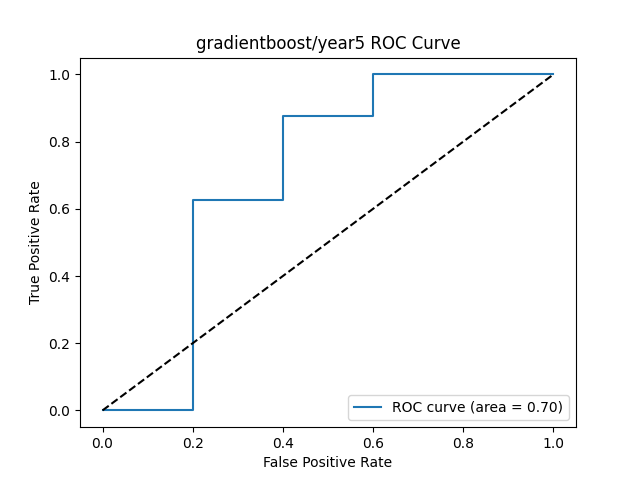 gradientboost/year5 ROC Curve
1.0
0.8
0.6
0.4
0.2
0.0
True Positive Rate
ROC curve (area = 0.70)
0.0 0.2 0.4 0.6 0.8 1.0
False Positive Rate